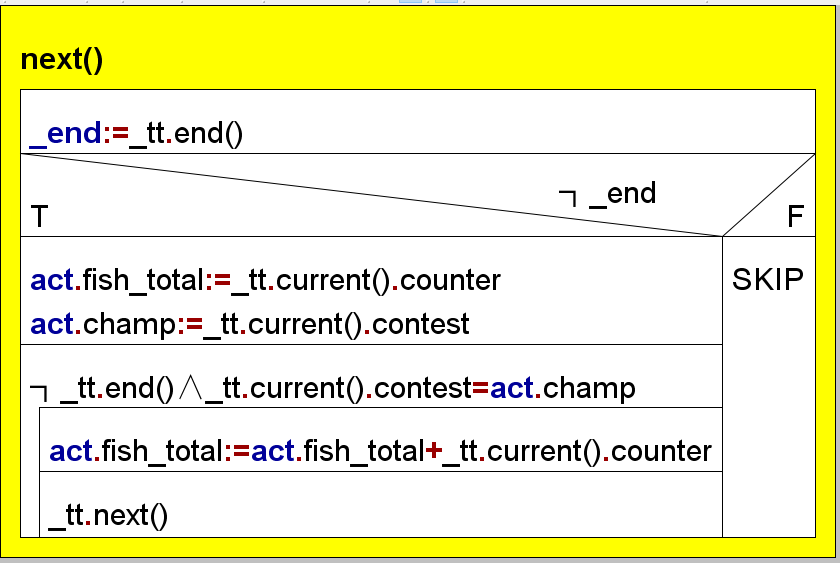 next()
_end:=_tt.end()
¬ _end
T
F
act.fish_total:=_tt.current().counter
SKIP
act.champ:=_tt.current().contest
¬ _tt.end()∧_tt.current().contest=act.champ
act.fish_total:=act.fish_total+_tt.current().counter
_tt.next()